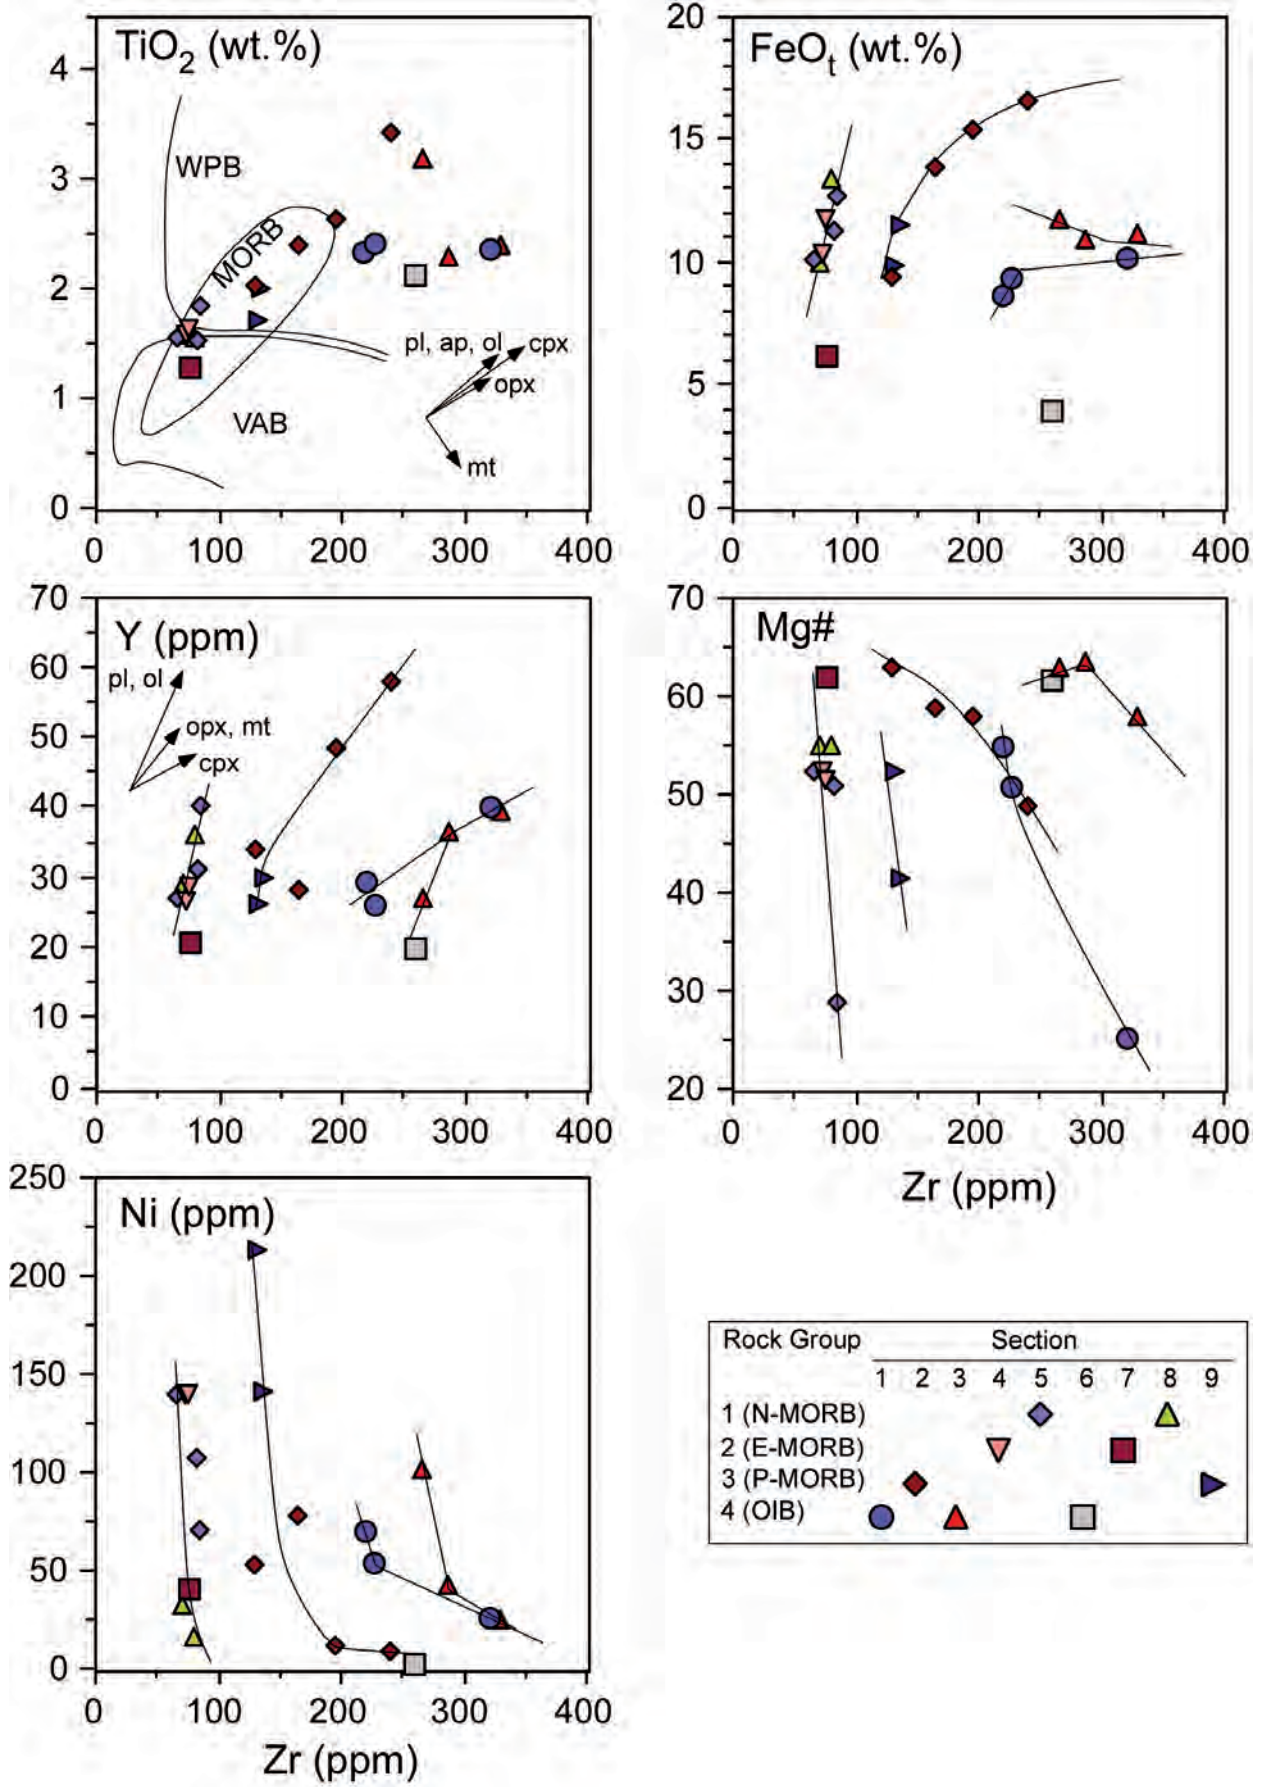 TiO2 (wt.%)
4
3
2
1
0
WPB
MORB
VAB
pl, ap, ol
cpx
opx
mt
0 100 200 300 400
FeOt (wt.%)
20
15
10
5
0
0 100 200 300 400
Y (ppm)
70
60
50
40
30
20
10
0
pl, ol
opx, mt
cpx
0 100 200 300 400
Mg#
70
60
50
40
30
20
0 100 200 300 400
Zr (ppm)
Ni (ppm)
250
200
150
100
50
0
0 100 200 300 400
Zr (ppm)
Rock Group Section
1 2 3 4 5 6 7 8 9
1 (N-MORB)
2 (E-MORB)
3 (P-MORB)
4 (OIB)